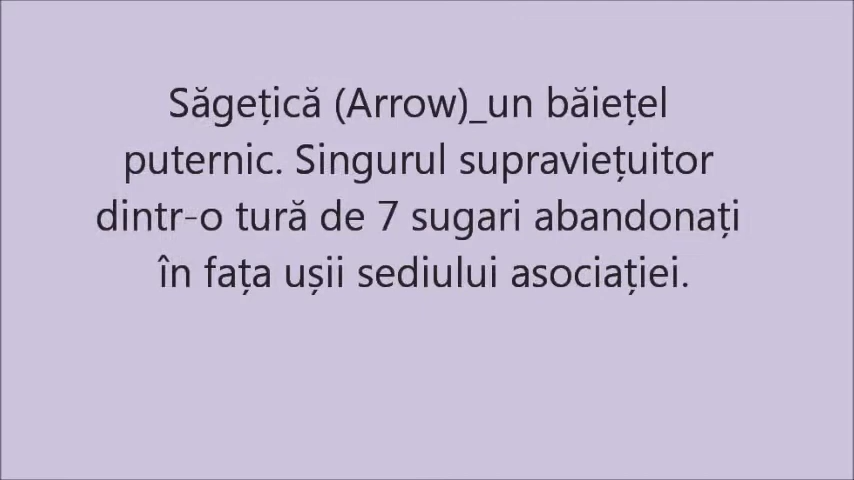 Săgețică (Arrow)_un băiețel
puternic. Singurul supraviețuitor
dintr-o tură de 7 sugari abandonați
în fața ușii sediului asociației.